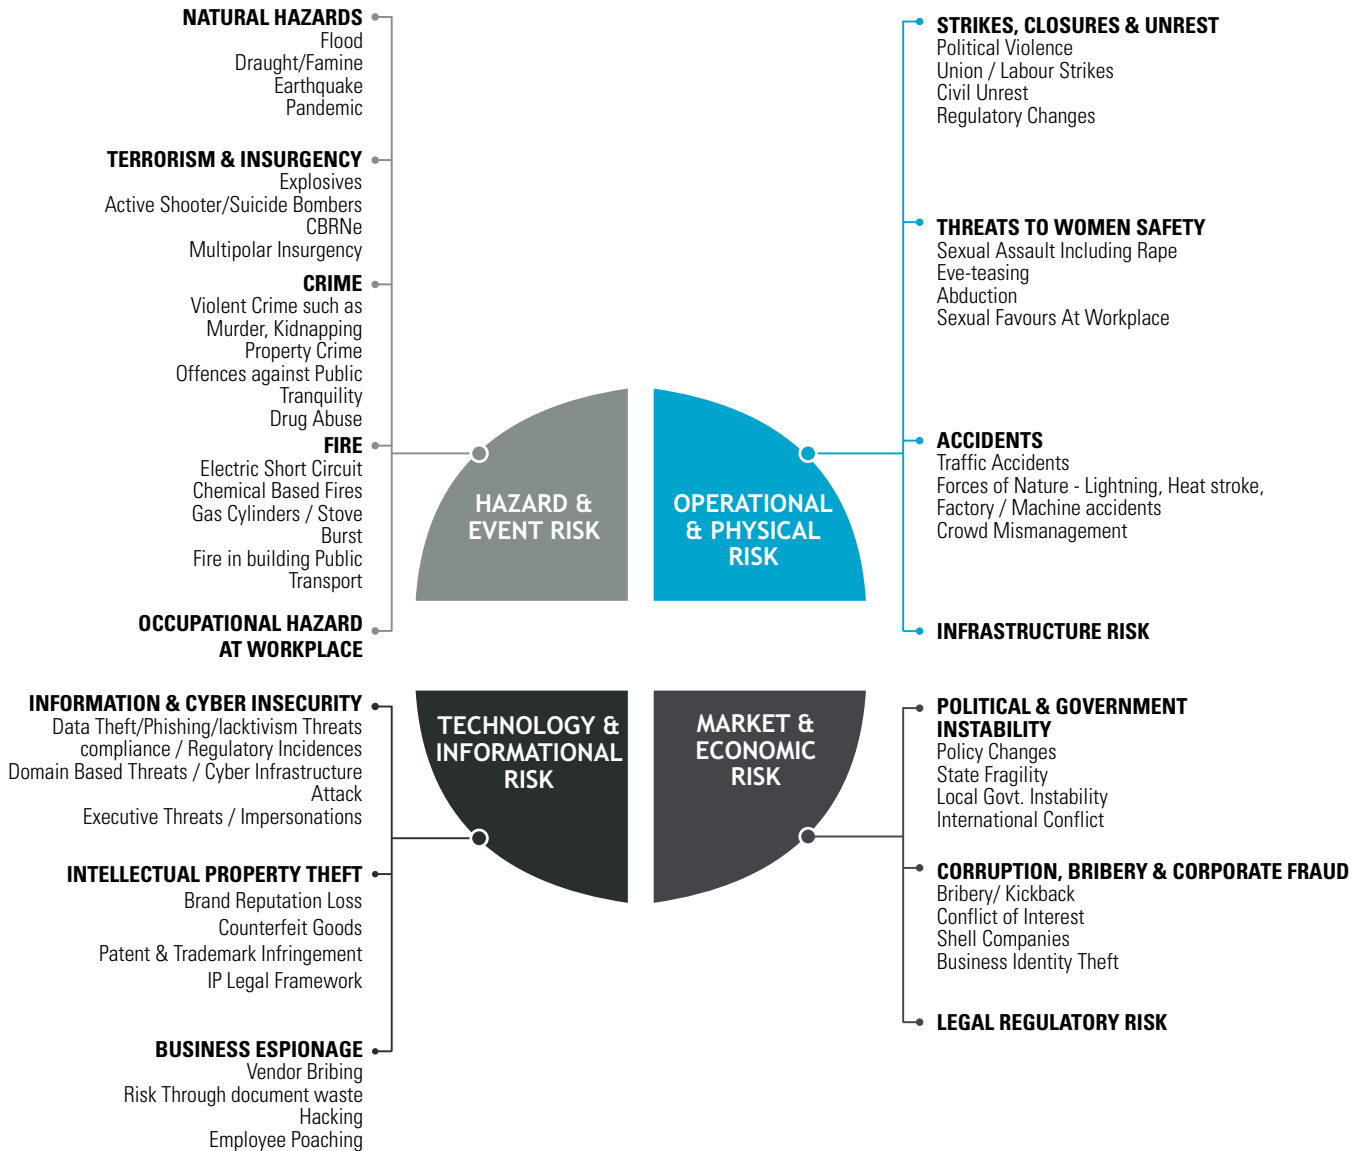 NATURAL HAZARDS
Flood
Draught/Famine
Earthquake
Pandemic
TERRORISM & INSURGENCY
Explosives
Active Shooter/Suicide Bombers
CBRNe
Multipolar Insurgency
CRIME
Violent Crime such as
Murder, Kidnapping
Property Crime
Offences against Public
Tranquility
Drug Abuse
FIRE
Electric Short Circuit
Chemical Based Fires
Gas Cylinders / Stove
Burst
Fire in building Public
Transport
OCCUPATIONAL HAZARD
AT WORKPLACE
HAZARD &
EVENT RISK
OPERATIONAL
& PHYSICAL
RISK
STRIKES, CLOSURES & UNREST
Political Violence
Union / Labour Strikes
Civil Unrest
Regulatory Changes
THREATS TO WOMEN SAFETY
Sexual Assault Including Rape
Eve-teasing
Abduction
Sexual Favours At Workplace
ACCIDENTS
Traffic Accidents
Forces of Nature - Lightning, Heat stroke,
Factory / Machine accidents
Crowd Mismanagement
INFRASTRUCTURE RISK
INFORMATION & CYBER INSECURITY
Data Theft/Phishing/lacktivism Threats
compliance / Regulatory Incidences
Domain Based Threats / Cyber Infrastructure
Attack
Executive Threats / Impersonations
INTELLECTUAL PROPERTY THEFT
Brand Reputation Loss
Counterfeit Goods
Patent & Trademark Infringement
IP Legal Framework
BUSINESS ESPIONAGE
Vendor Bribing
Risk Through document waste
Hacking
Employee Poaching
TECHNOLOGY &
INFORMATIONAL
RISK
MARKET &
ECONOMIC
RISK
POLITICAL & GOVERNMENT
INSTABILITY
Policy Changes
State Fragility
Local Govt. Instability
International Conflict
CORRUPTION, BRIBERY & CORPORATE FRAUD
Bribery/ Kickback
Conflict of Interest
Shell Companies
Business Identity Theft
LEGAL REGULATORY RISK